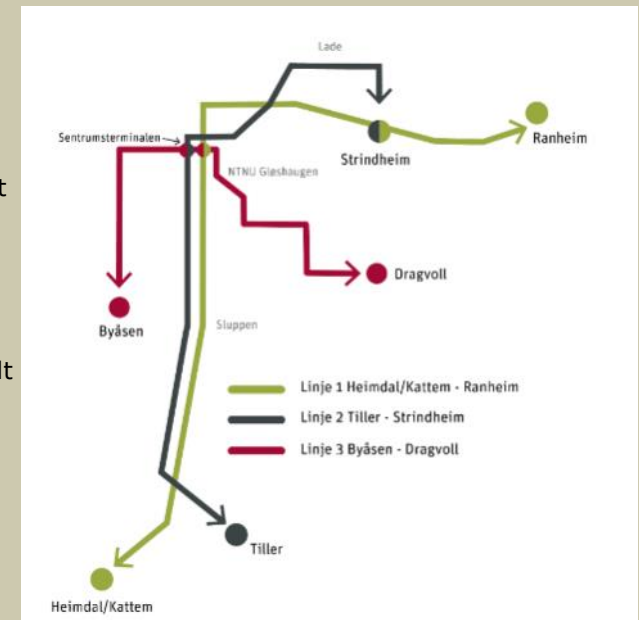 Lade
Sentrumsterminalen
Ranheim
Strindheim
NTNU Gløshaugen
t
Dragvoll
Sluppen
Byåsen
lt
Linje 1 Heimdal/Kattem - Ranheim
Linje 2 Tiller - Strindheim
Linje 3 Byåsen - Dragvoll
Tiller
Heimdal/Kattem